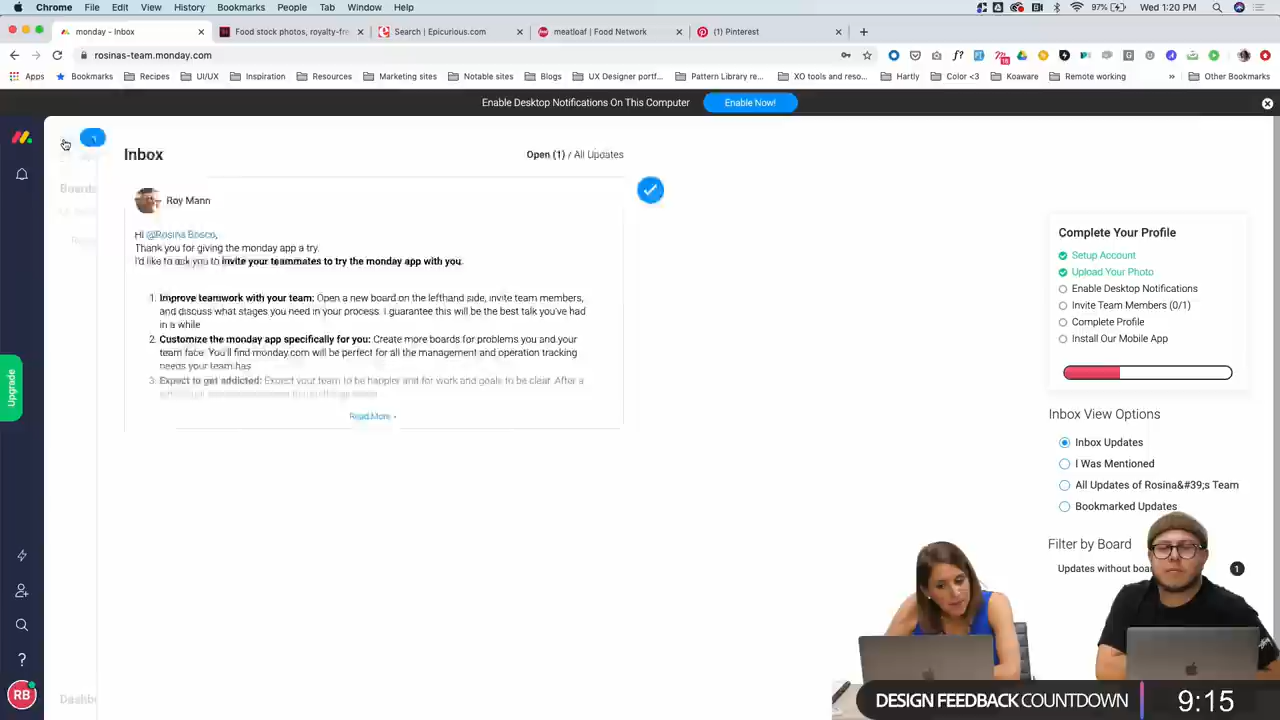 Chrome File Edit View History Bookmarks People Tab Window Help
97% Wed 1:20 PM
monday - Inbox
Food stock photos, royalty-fre
Search | Epicurious.com
meatloaf | Food Network
(1) Pinterest
rosinas-team.monday.com
Apps Bookmarks Recipes UI/UX Inspiration Resources Marketing sites Notable sites Blogs UX Designer portf... Pattern Library re... XO tools and reso... Hartly Color <3 Koaware Remote working » Other Bookmarks
Enable Desktop Notifications On This Computer Enable Now!
Inbox
Open (1) / All Updates
Boards
Roy Mann
Hi @Rosina Bosco,
Thank you for giving the monday app a try.
I'd like to ask you to invite your teammates to try the monday app with you.
1. Improve teamwork with your team: Open a new board on the lefthand side, invite team members,
and discuss what stages you need in your process. I guarantee this will be the best talk you've had
in a while
2. Customize the monday app specifically for you: Create more boards for problems you and your
team face. You'll find monday.com will be perfect for all the management and operation tracking
needs your team has
3. Expect to get addicted: Expect your team to be happier and for work and goals to be clear. After a
Read More
Complete Your Profile
Setup Account
Upload Your Photo
Enable Desktop Notifications
Invite Team Members (0/1)
Complete Profile
Install Our Mobile App
Inbox View Options
Inbox Updates
I Was Mentioned
All Updates of Rosina&#39;s Team
Bookmarked Updates
Filter by Board
Updates without boar
1
Upgrade
?
RB
Dashb
DESIGN FEEDBACK COUNTDOWN 9:15